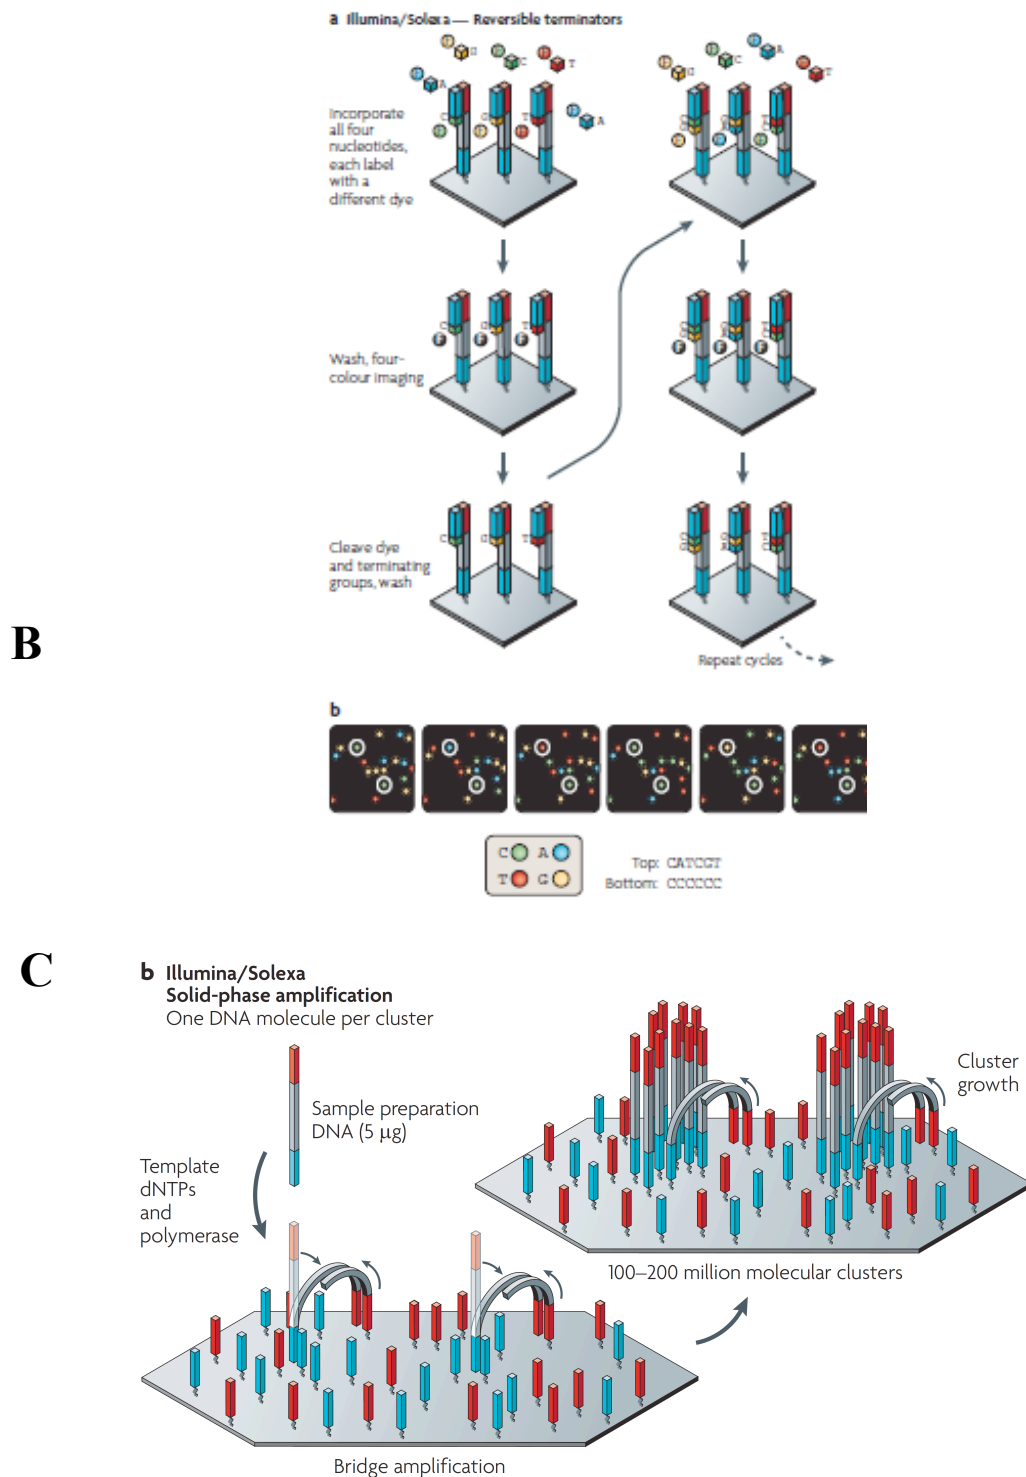 a Illumina/Solexa — Reversible terminators
G
C
T
A
G
C
A
T
A
Incorporate
all four
nucleotides,
each label
with a
different dye
C
G
T
Wash, four-
colour imaging
C
G
T
F
F
F
F
F
F
Cleave dye
and terminating
groups, wash
C
G
T
Repeat cycles
B
b
C A
T G
Top: CATCGT
Bottom: CCCCCC
C
b Illumina/Solexa
Solid-phase amplification
One DNA molecule per cluster
Sample preparation
DNA (5 µg)
Template
dNTPs
and
polymerase
Cluster
growth
100–200 million molecular clusters
Bridge amplification